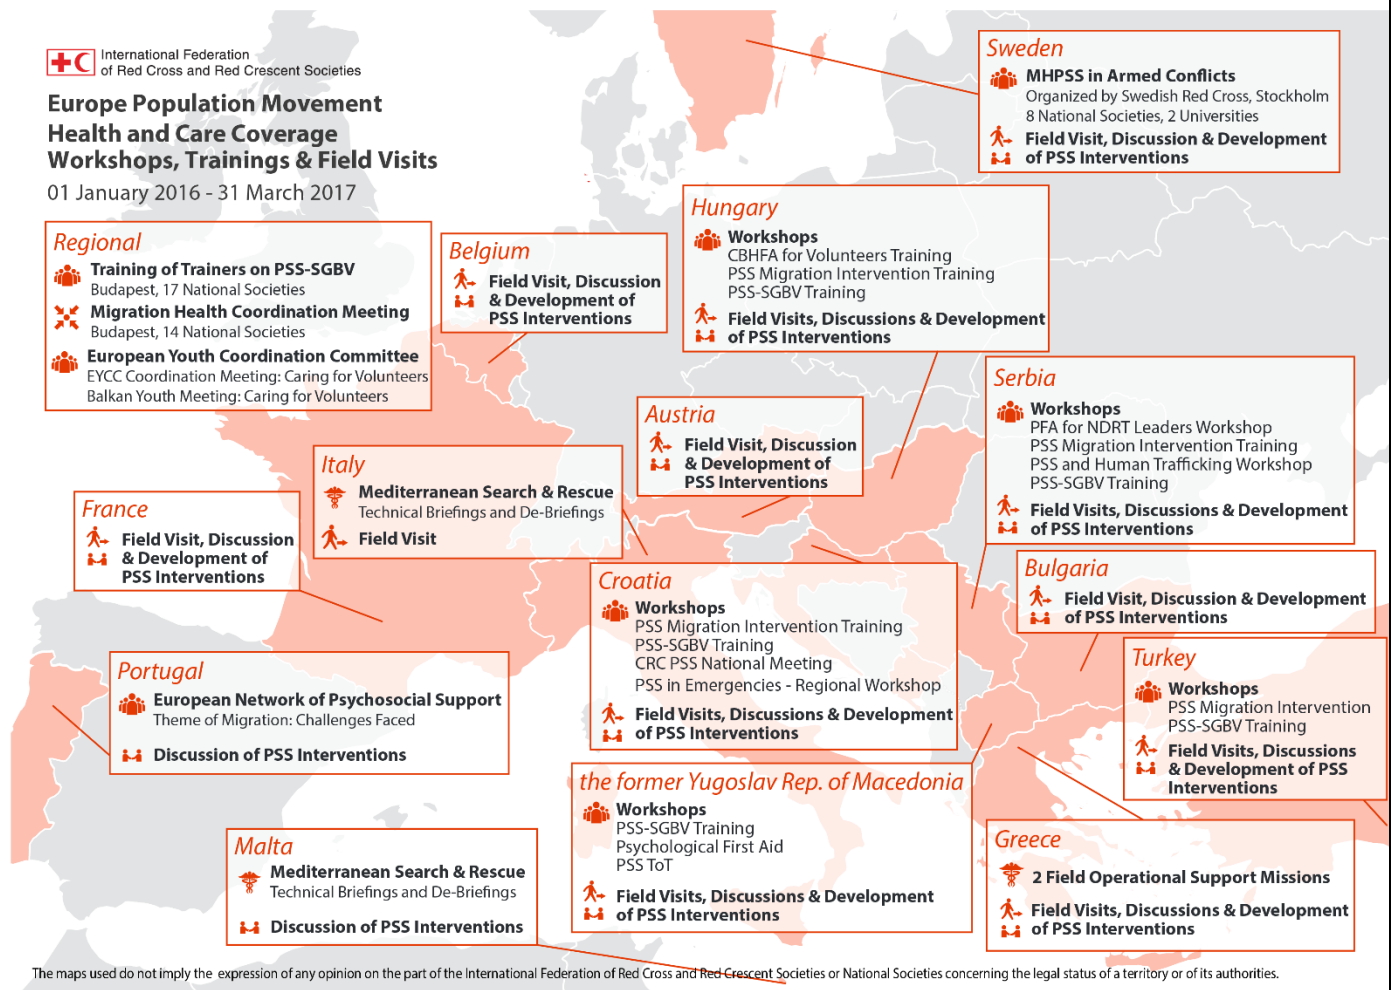 International Federation
of Red Cross and Red Crescent Societies
Europe Population Movement
Health and Care Coverage
Workshops, Trainings & Field Visits
01 January 2016 - 31 March 2017
Sweden
MHPSS in Armed Conflicts
Organized by Swedish Red Cross, Stockholm
8 National Societies, 2 Universities
Field Visit, Discussion & Development
of PSS Interventions
Regional
Training of Trainers on PSS-SGBV
Budapest, 17 National Societies
Migration Health Coordination Meeting
Budapest, 14 National Societies
European Youth Coordination Committee
EYCC Coordination Meeting: Caring for Volunteers
Balkan Youth Meeting: Caring for Volunteers
Belgium
Field Visit, Discussion
& Development of
PSS Interventions
Hungary
Workshops
CBHFA for Volunteers Training
PSS Migration Intervention Training
PSS-SGBV Training
Field Visits, Discussions & Development
of PSS Interventions
Serbia
Workshops
PFA for NDRT Leaders Workshop
PSS Migration Intervention Training
PSS and Human Trafficking Workshop
PSS-SGBV Training
Field Visits, Discussions & Development
of PSS Interventions
Austria
Field Visit, Discussion
& Development of
PSS Interventions
Italy
Mediterranean Search & Rescue
Technical Briefings and De-Briefings
Field Visit
France
Field Visit, Discussion
& Development of
PSS Interventions
Croatia
Workshops
PSS Migration Intervention Training
PSS-SGBV Training
CRC PSS National Meeting
PSS in Emergencies - Regional Workshop
Field Visits, Discussions & Development
of PSS Interventions
Bulgaria
Field Visit, Discussion & Development
of PSS Interventions
Turkey
Workshops
PSS Migration Intervention
PSS-SGBV Training
Field Visits, Discussions
& Development of PSS
Interventions
Portugal
European Network of Psychosocial Support
Theme of Migration: Challenges Faced
Discussion of PSS Interventions
the former Yugoslav Rep. of Macedonia
Workshops
PSS-SGBV Training
Psychological First Aid
PSS ToT
Field Visits, Discussions & Development
of PSS Interventions
Malta
Mediterranean Search & Rescue
Technical Briefings and De-Briefings
Discussion of PSS Interventions
Greece
2 Field Operational Support Missions
Field Visits, Discussions & Development
of PSS Interventions
The maps used do not imply the expression of any opinion on the part of the International Federation of Red Cross and Red Crescent Societies or National Societies concerning the legal status of a territory or of its authorities.